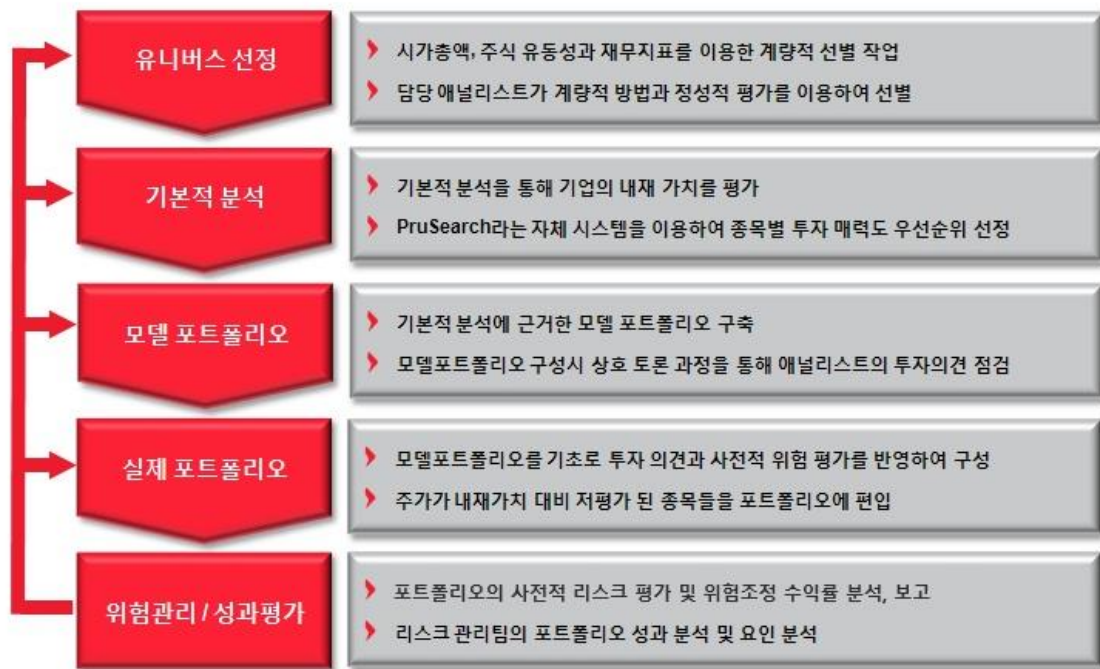 유니버스 선정
시가총액, 주식 유동성과 재무지표를 이용한 계량적 선별 작업
담당 애널리스트가 계량적 방법과 정성적 평가를 이용하여 선별
기본적 분석
기본적 분석을 통해 기업의 내재 가치를 평가
PruSearch라는 자체 시스템을 이용하여 종목별 투자 매력도 우선순위 선정
모델 포트폴리오
기본적 분석에 근거한 모델 포트폴리오 구축
모델포트폴리오 구성시 상호 토론 과정을 통해 애널리스트의 투자의견 점검
실제 포트폴리오
모델포트폴리오를 기초로 투자 의견과 사전적 위험 평가를 반영하여 구성
주가가 내재가치 대비 저평가 된 종목들을 포트폴리오에 편입
위험관리 / 성과평가
포트폴리오의 사전적 리스크 평가 및 위험조정 수익률 분석, 보고
리스크 관리팀의 포트폴리오 성과 분석 및 요인 분석